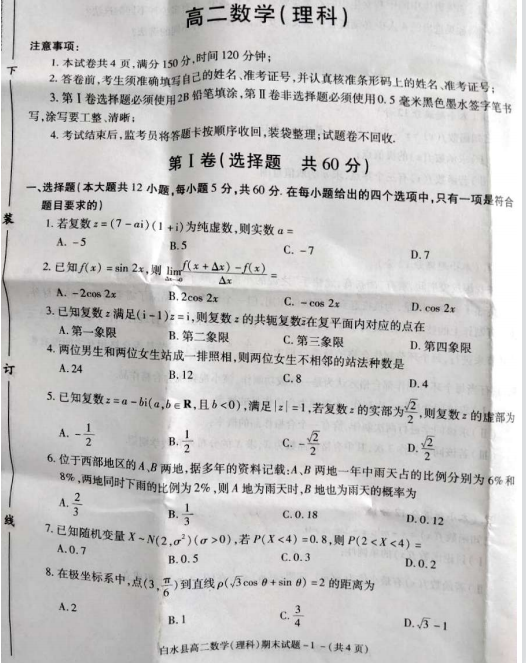 高二数学(理科)
注意事项:
1. 本试卷共4页,满分150分,时间120分钟;
2. 答卷前,考生须准确填写自己的姓名、准考证号,并认真核准条形码上的姓名、准考证号;
3. 第Ⅰ卷选择题必须使用2B铅笔填涂,第Ⅱ卷非选择题必须使用0.5毫米黑色墨水签字笔书
写,涂写要工整、清晰;
4. 考试结束后,监考员将答题卡按顺序收回,装袋整理;试题卷不回收.
第Ⅰ卷(选择题 共60分)
一、选择题(本大题共12小题,每小题5分,共60分.在每小题给出的四个选项中,只有一项是符合
题目要求的)
1. 若复数z=(7-ai)(1+i)为纯虚数,则实数a=
A. -5 B. 5 C. -7 D. 7
2. 已知f(x)=sin 2x,则 lim_{Δx→0} \frac{f(x+Δx)-f(x)}{Δx} =
A. -2cos 2x B. 2cos 2x C. -cos 2x D. cos 2x
3. 已知复数z满足(i-1)z=i,则复数z的共轭复数z̄在复平面内对应的点在
A. 第一象限 B. 第二象限 C. 第三象限 D. 第四象限
4. 两位男生和两位女生站成一排照相,则两位女生不相邻的站法种数是
A. 24 B. 12 C. 8 D. 4
5. 已知复数z=a-bi(a,b∈R,且b<0),满足|z|=1,若复数z的实部为\frac{√2}{2},则复数z的虚部为
A. -\frac{1}{2} B. \frac{1}{2} C. -\frac{√2}{2} D. \frac{√2}{2}
6. 位于西部地区的A,B两地,据多年的资料记载:A,B两地一年中雨天占的比例分别为6%和
8%,两地同时下雨的比例为2%,则A地为雨天时,B地也为雨天的概率为
A. \frac{2}{3} B. \frac{1}{3} C. 0.18 D. 0.12
7. 已知随机变量X~N(2,σ²)(σ>0),若P(X<4)=0.8,则P(2<X<4)=
A. 0.7 B. 0.5 C. 0.3 D. 0.2
8. 在极坐标系中,点(3,\frac{π}{6})到直线ρ(√3cos θ+sin θ)=2的距离为
A. 2 B. 1 C. \frac{3}{4} D. √3-1
白水县高二数学(理科)期末试题-1-(共4页)
下
装
订
线